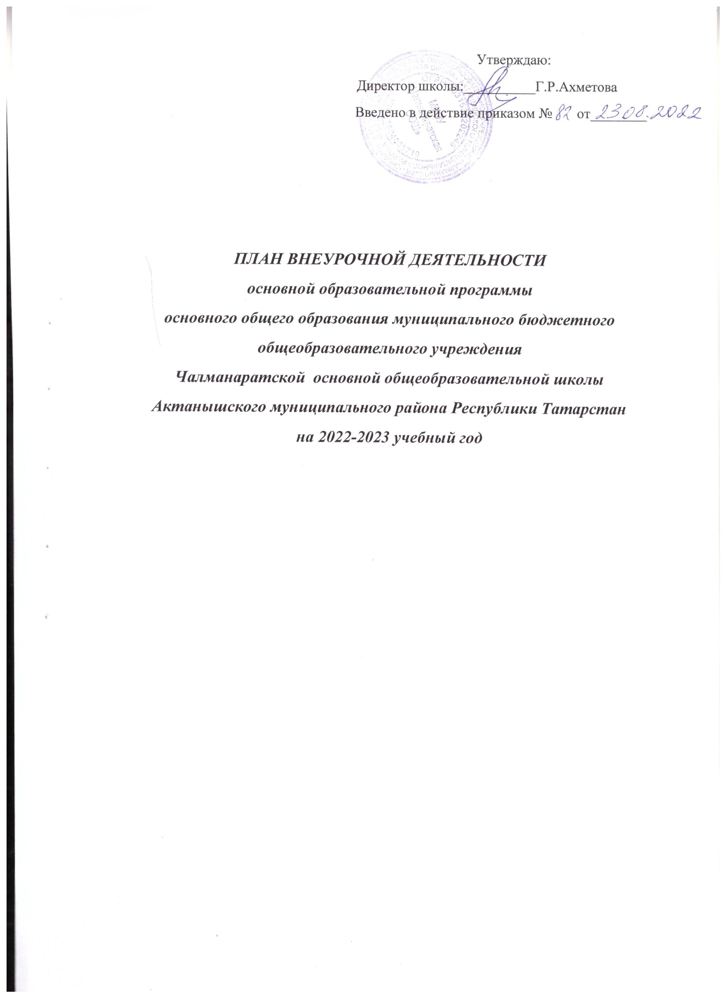 Утверждаю:
Директор школы:__________Г.Р.Ахметова
Введено в действие приказом № 82 от 23 08.2022
ПЛАН ВНЕУРОЧНОЙ ДЕЯТЕЛЬНОСТИ
основной образовательной программы
основного общего образования муниципального бюджетного
общеобразовательного учреждения
Чалманаратской основной общеобразовательной школы
Актанышского муниципального района Республики Татарстан
на 2022-2023 учебный год